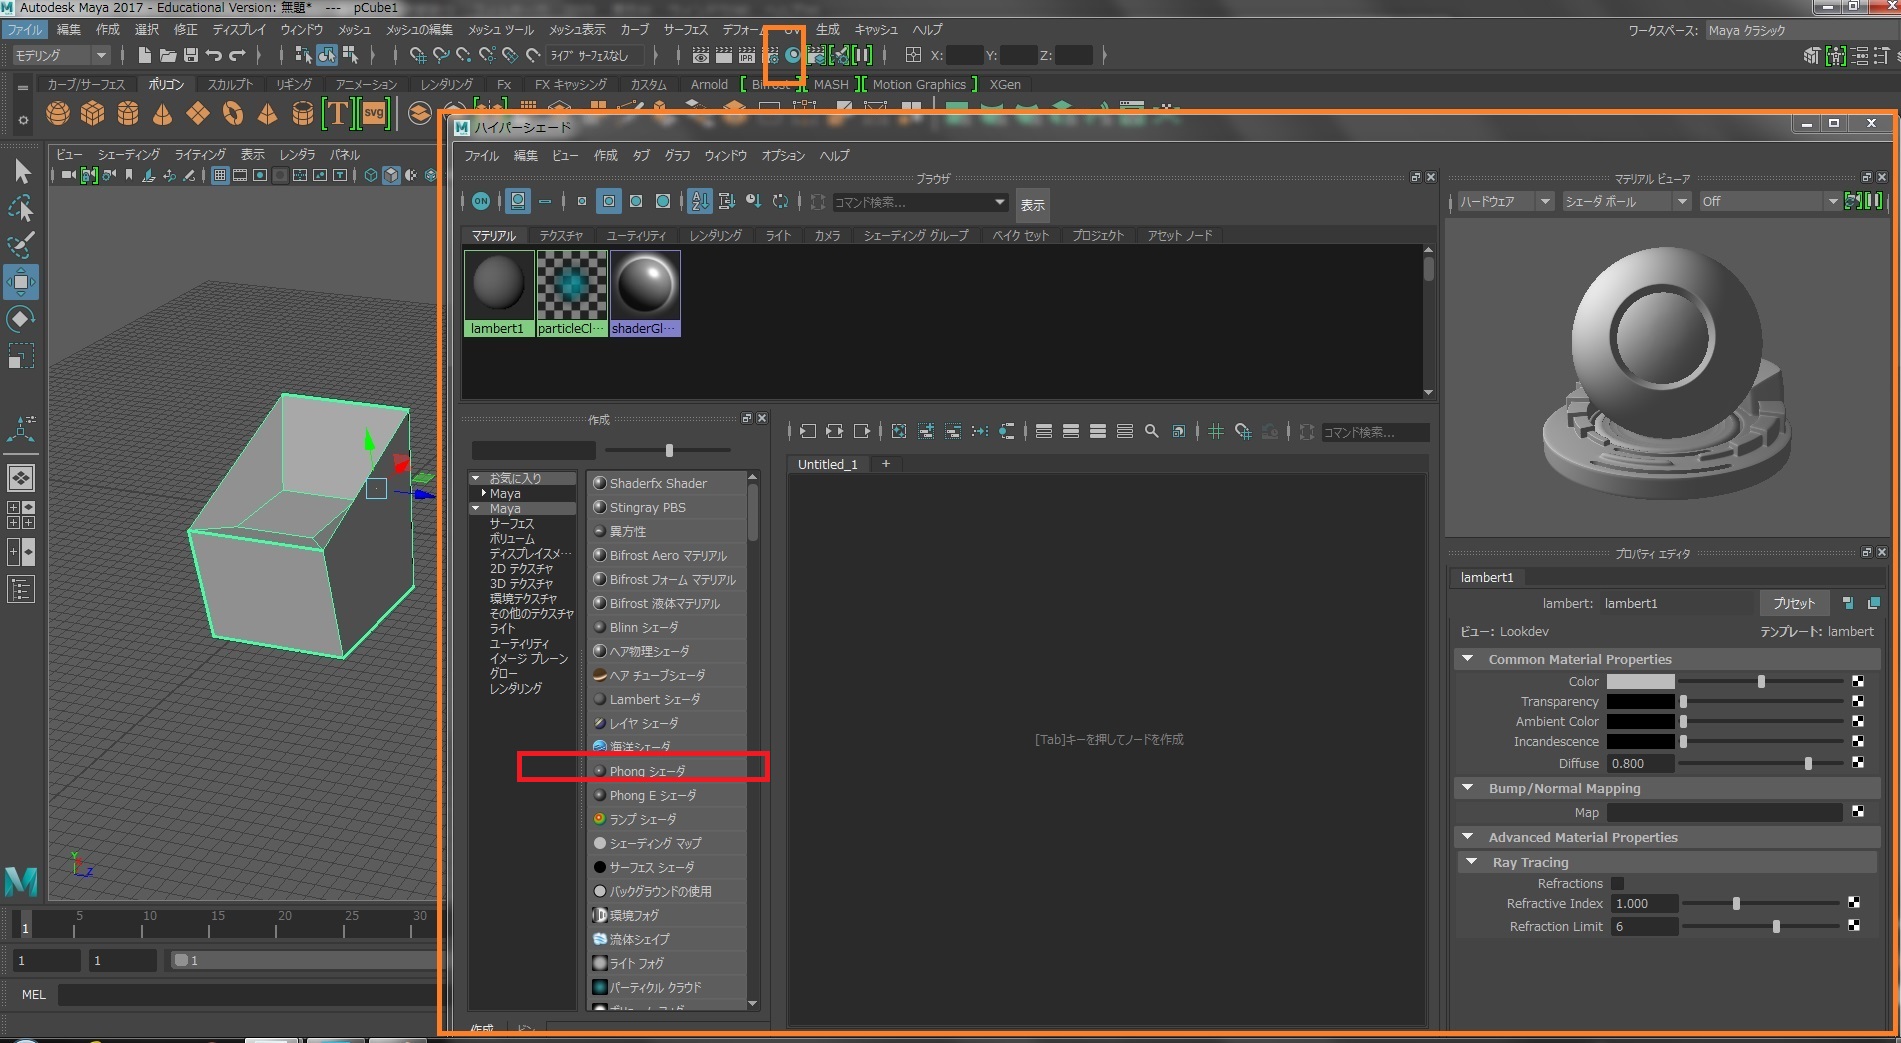 Autodesk Maya 2017 - Educational Version: 無題*   ---   pCube1
ファイル 編集 作成 選択 修正 ディスプレイ ウィンドウ メッシュ メッシュの編集 メッシュ ツール メッシュ表示 カーブ サーフェス デフォーム UV 生成 キャッシュ ヘルプ
ワークスペース: Maya クラシック
モデリング ライブ サーフェスなし IPR X: Y: Z:
カーブ/サーフェス ポリゴン スカルプト リギング アニメーション レンダリング Fx FX キャッシング カスタム Arnold Bifrost MASH Motion Graphics XGen
T SVG
ハイパーシェード
ビュー シェーディング ライティング 表示 レンダラ パネル
ファイル 編集 ビュー 作成 タブ グラフ ウィンドウ オプション ヘルプ
ブラウザ
ON コマンド検索... 表示
マテリアル テクスチャ ユーティリティ レンダリング ライト カメラ シェーディング グループ ベイク セット プロジェクト アセット ノード
lambert1 particleCl… shaderGl…
マテリアル ビューア
ハードウェア シェーダ ボール Off
作成
お気に入り
Maya
Maya
サーフェス
ボリューム
ディスプレイスメ…
2D テクスチャ
3D テクスチャ
環境テクスチャ
その他のテクスチャ
ライト
ユーティリティ
イメージ プレーン
グロー
レンダリング
Shaderfx Shader
Stingray PBS
異方性
Bifrost Aero マテリアル
Bifrost フォーム マテリアル
Bifrost 液体マテリアル
Blinn シェーダ
ヘア物理シェーダ
ヘア チューブシェーダ
Lambert シェーダ
レイヤ シェーダ
海洋シェーダ
Phong シェーダ
Phong E シェーダ
ランプ シェーダ
シェーディング マップ
サーフェス シェーダ
バックグラウンドの使用
環境フォグ
流体シェイプ
ライト フォグ
パーティクル クラウド
ボリューム フォグ
作成 ビン
コマンド検索...
Untitled_1 +
[Tab]キーを押してノードを作成
プロパティ エディタ
lambert1
lambert: lambert1 プリセット
ビュー: Lookdev テンプレート: lambert
Common Material Properties
Color
Transparency
Ambient Color
Incandescence
Diffuse 0.800
Bump/Normal Mapping
Map
Advanced Material Properties
Ray Tracing
Refractions
Refractive Index 1.000
Refraction Limit 6
Y Z
1 5 10 15 20 25 30
1 1 1
MEL